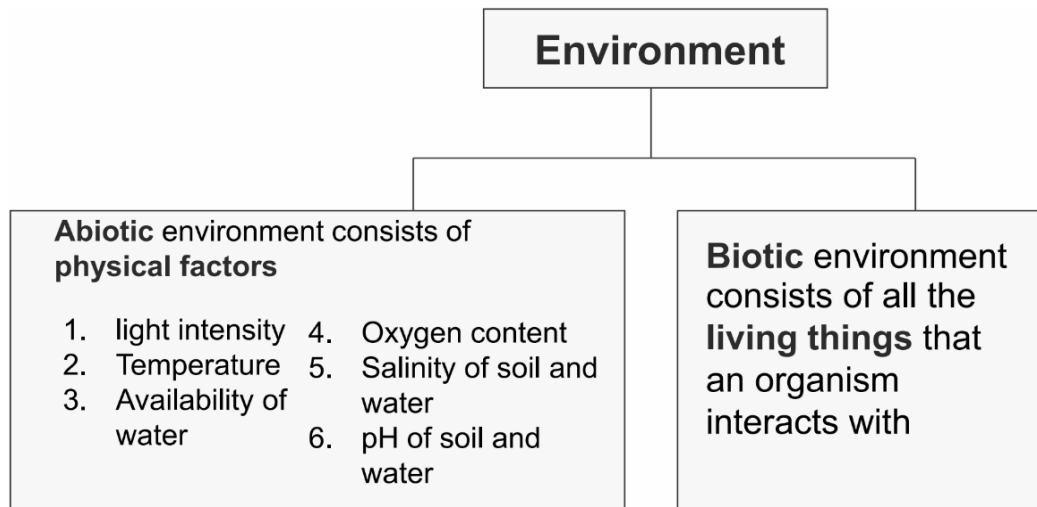 Environment
Abiotic environment consists of
physical factors
1. light intensity
2. Temperature
3. Availability of
water
4. Oxygen content
5. Salinity of soil and
water
6. pH of soil and
water
Biotic environment
consists of all the
living things that
an organism
interacts with